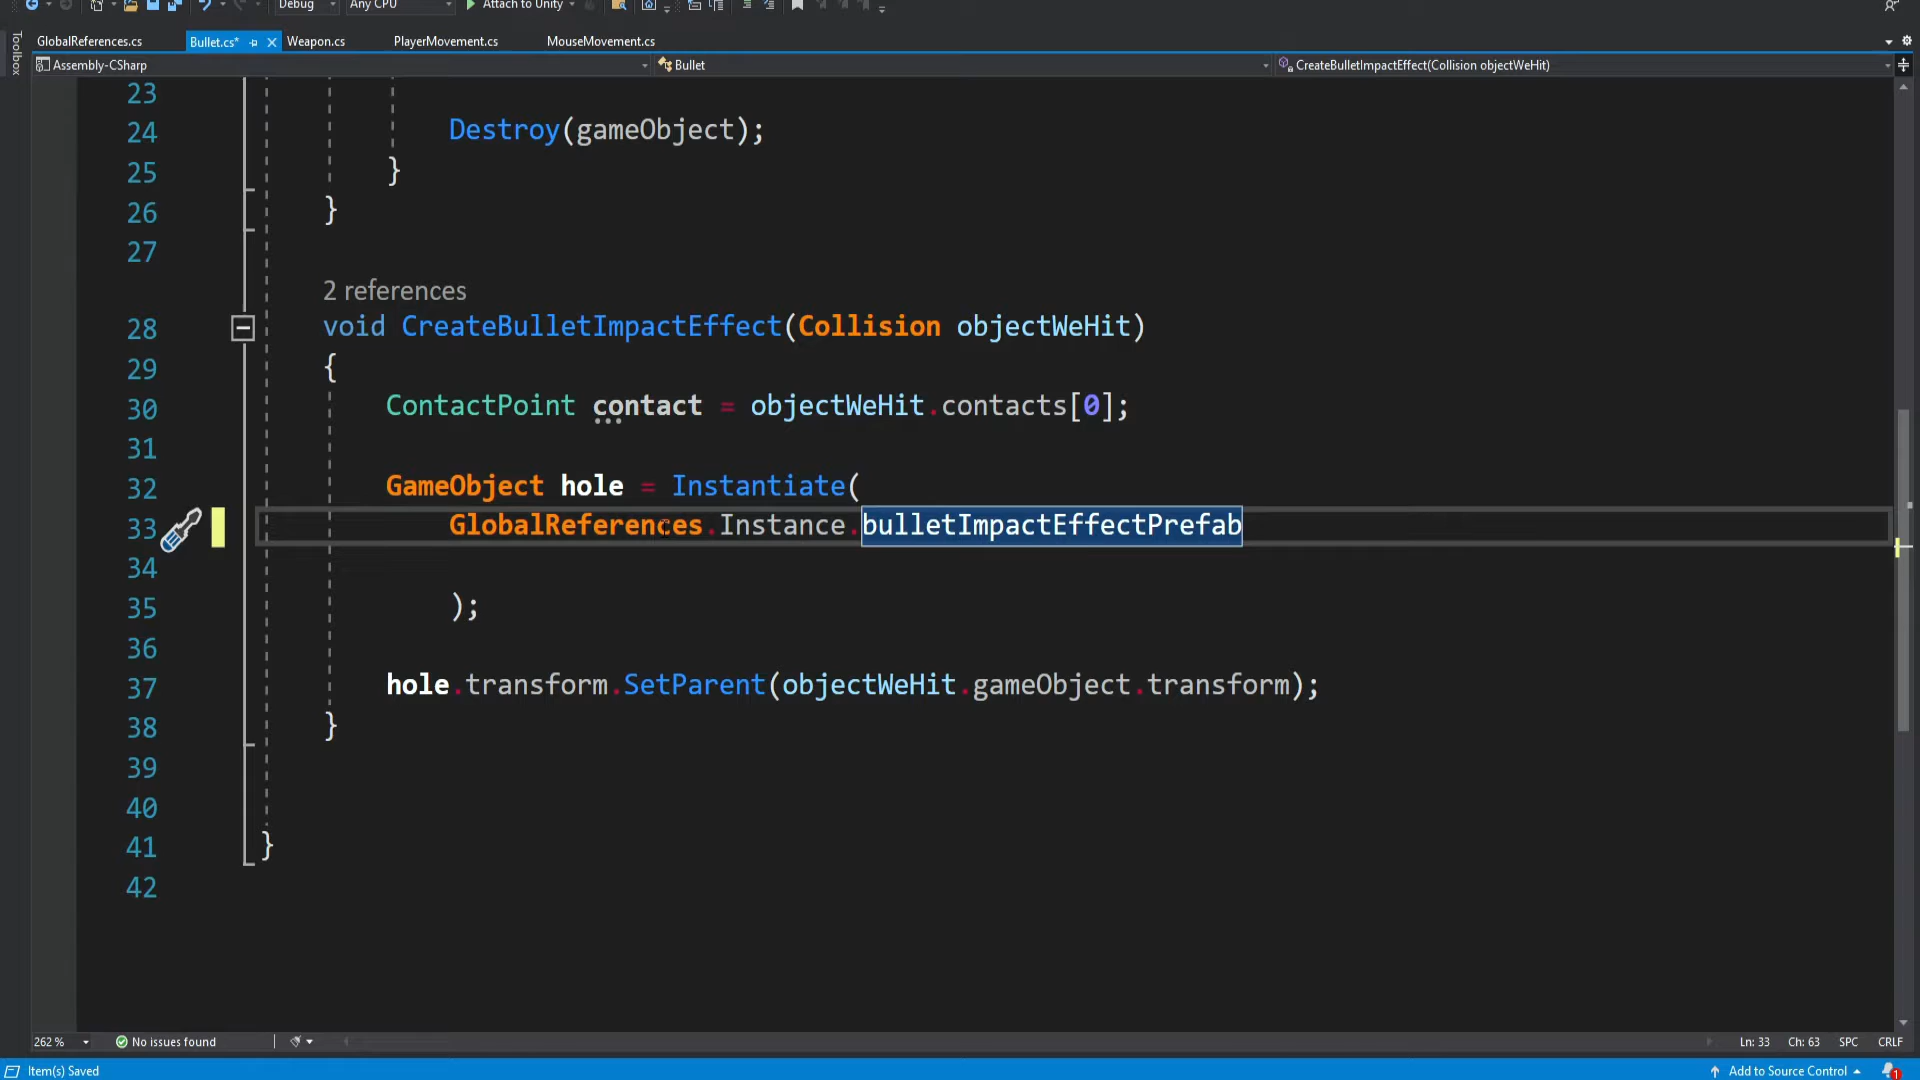 Debug Any CPU Attach to Unity
GlobalReferences.cs Bullet.cs* Weapon.cs PlayerMovement.cs MouseMovement.cs
Toolbox
Assembly-CSharp Bullet CreateBulletImpactEffect(Collision objectWeHit)
23
24 Destroy(gameObject);
25 }
26 }
27
2 references
28 void CreateBulletImpactEffect(Collision objectWeHit)
29 {
30 ContactPoint contact = objectWeHit.contacts[0];
31
32 GameObject hole = Instantiate(
33 GlobalReferences.Instance.bulletImpactEffectPrefab
34
35 );
36
37 hole.transform.SetParent(objectWeHit.gameObject.transform);
38 }
39
40
41 }
42
262 % No issues found Ln: 33 Ch: 63 SPC CRLF
Item(s) Saved Add to Source Control 1